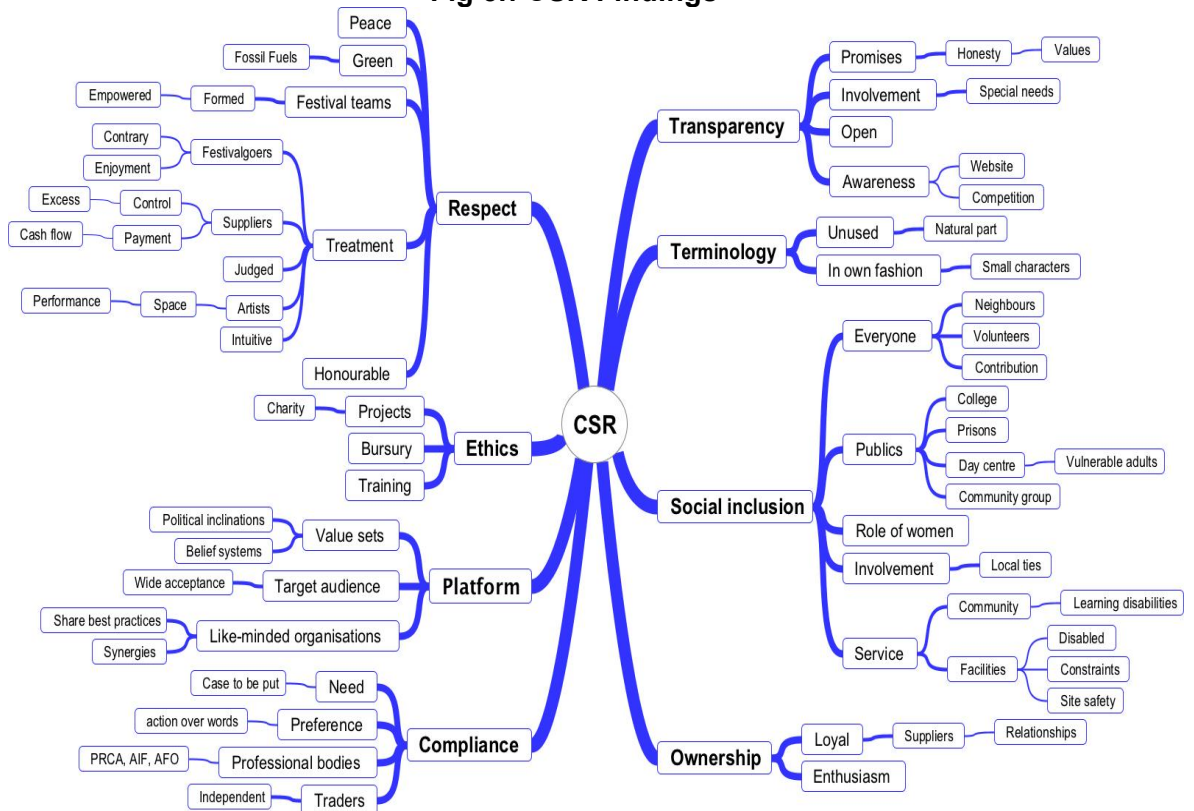 Fig CSR Findings
CSR
Respect
Peace
Green
Fossil Fuels
Festival teams
Formed
Empowered
Treatment
Festivalgoers
Contrary
Enjoyment
Suppliers
Control
Excess
Payment
Cash flow
Judged
Artists
Space
Performance
Intuitive
Honourable
Ethics
Projects
Charity
Bursury
Training
Platform
Value sets
Political inclinations
Belief systems
Target audience
Wide acceptance
Like-minded organisations
Share best practices
Synergies
Compliance
Need
Case to be put
Preference
action over words
Professional bodies
PRCA, AIF, AFO
Traders
Independent
Transparency
Promises
Honesty
Values
Involvement
Special needs
Open
Awareness
Website
Competition
Terminology
Unused
Natural part
In own fashion
Small characters
Social inclusion
Everyone
Neighbours
Volunteers
Contribution
Publics
College
Prisons
Day centre
Vulnerable adults
Community group
Role of women
Involvement
Local ties
Service
Community
Learning disabilities
Facilities
Disabled
Constraints
Site safety
Ownership
Loyal
Suppliers
Relationships
Enthusiasm